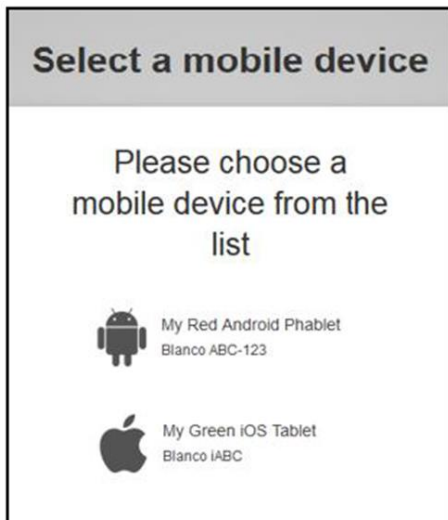 Select a mobile device
Please choose a
mobile device from the
list
My Red Android Phablet
Blanco ABC-123
My Green iOS Tablet
Blanco iABC